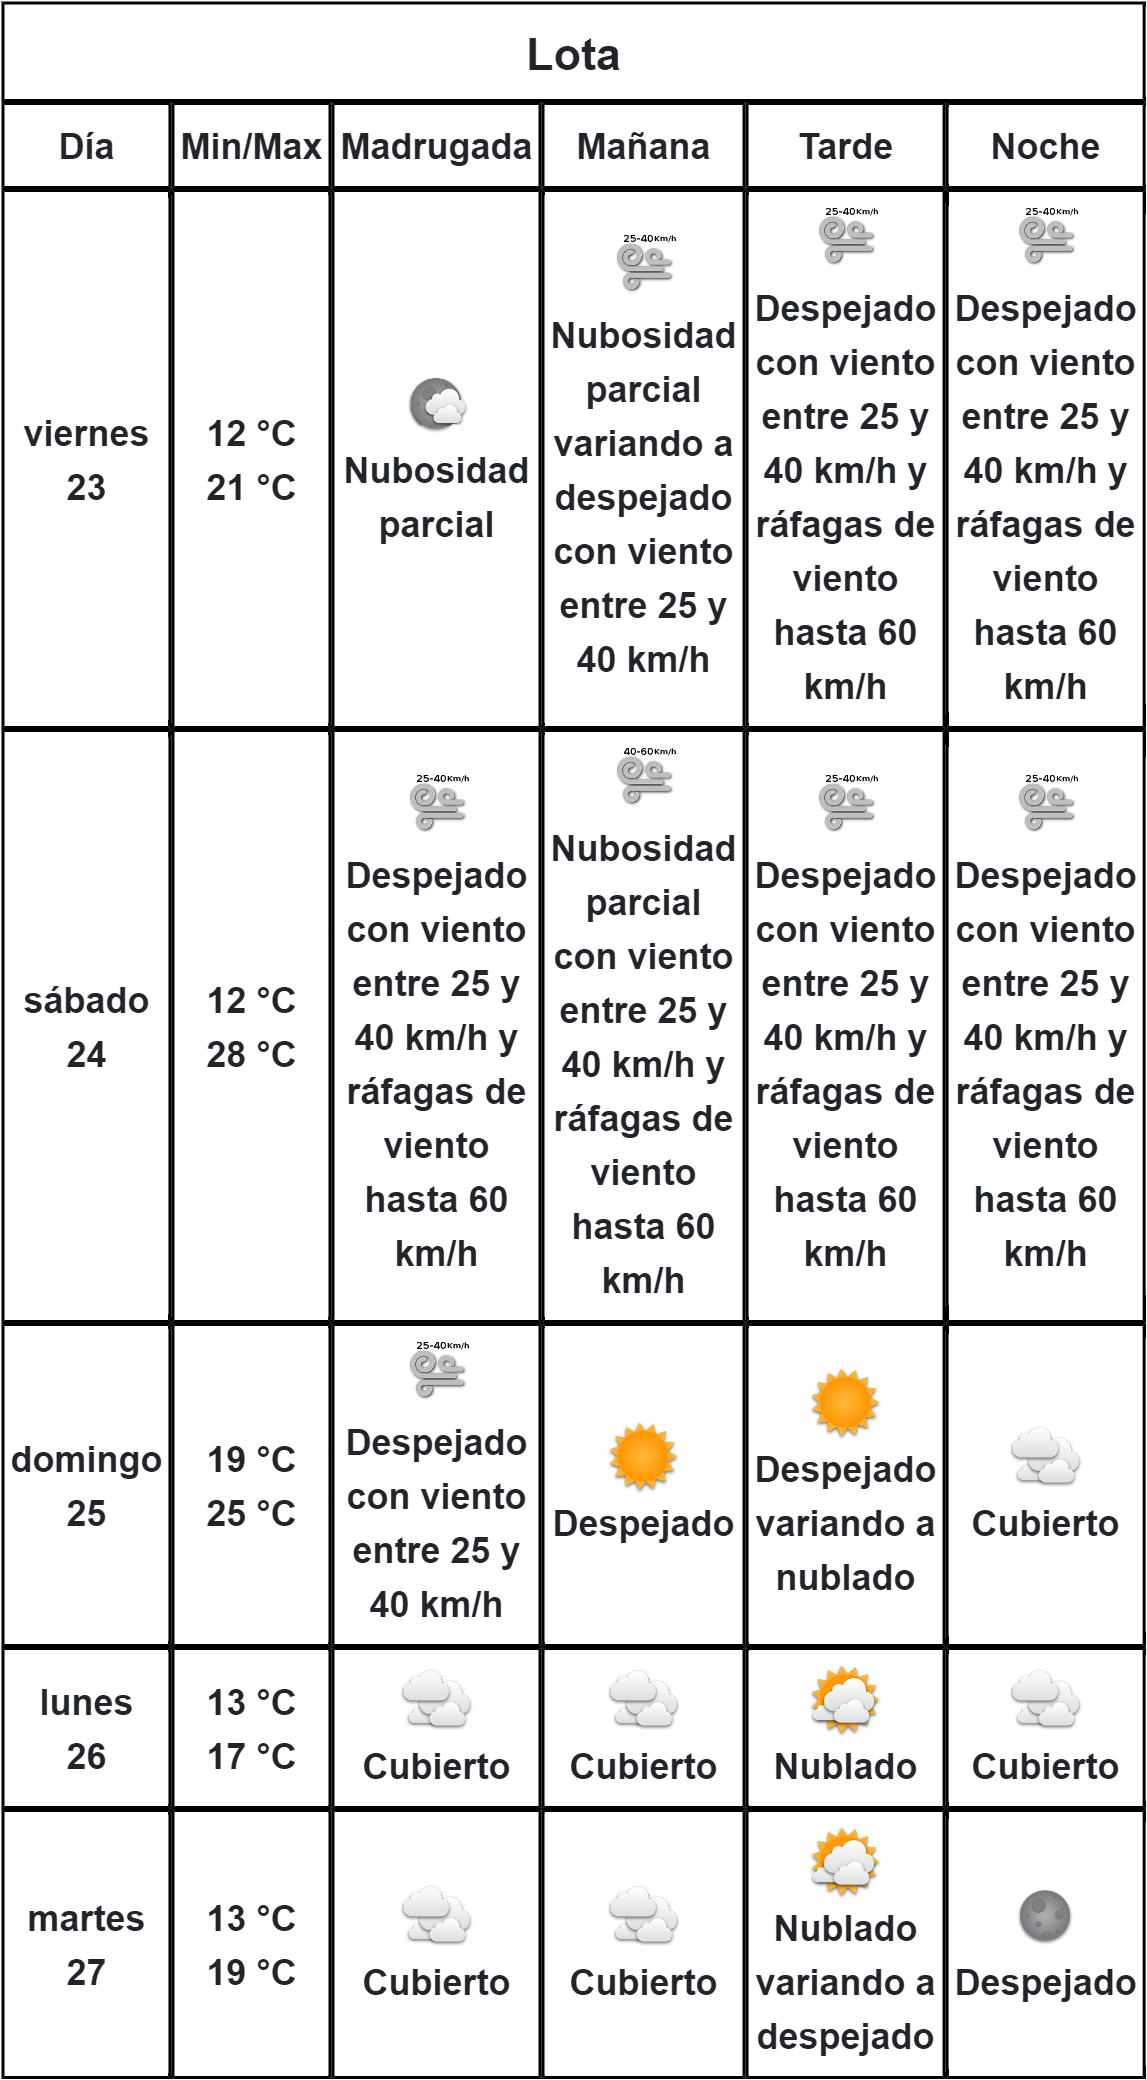 Lota
Día
Min/Max
Madrugada
Mañana
Tarde
Noche
viernes
23
12 °C
21 °C
Nubosidad
parcial
25-40Km/h
Nubosidad
parcial
variando a
despejado
con viento
entre 25 y
40 km/h
25-40Km/h
Despejado
con viento
entre 25 y
40 km/h y
ráfagas de
viento
hasta 60
km/h
25-40Km/h
Despejado
con viento
entre 25 y
40 km/h y
ráfagas de
viento
hasta 60
km/h
sábado
24
12 °C
28 °C
25-40Km/h
Despejado
con viento
entre 25 y
40 km/h y
ráfagas de
viento
hasta 60
km/h
40-60Km/h
Nubosidad
parcial
con viento
entre 25 y
40 km/h y
ráfagas de
viento
hasta 60
km/h
25-40Km/h
Despejado
con viento
entre 25 y
40 km/h y
ráfagas de
viento
hasta 60
km/h
25-40Km/h
Despejado
con viento
entre 25 y
40 km/h y
ráfagas de
viento
hasta 60
km/h
domingo
25
19 °C
25 °C
25-40Km/h
Despejado
con viento
entre 25 y
40 km/h
Despejado
Despejado
variando a
nublado
Cubierto
lunes
26
13 °C
17 °C
Cubierto
Cubierto
Nublado
Cubierto
martes
27
13 °C
19 °C
Cubierto
Cubierto
Nublado
variando a
despejado
Despejado